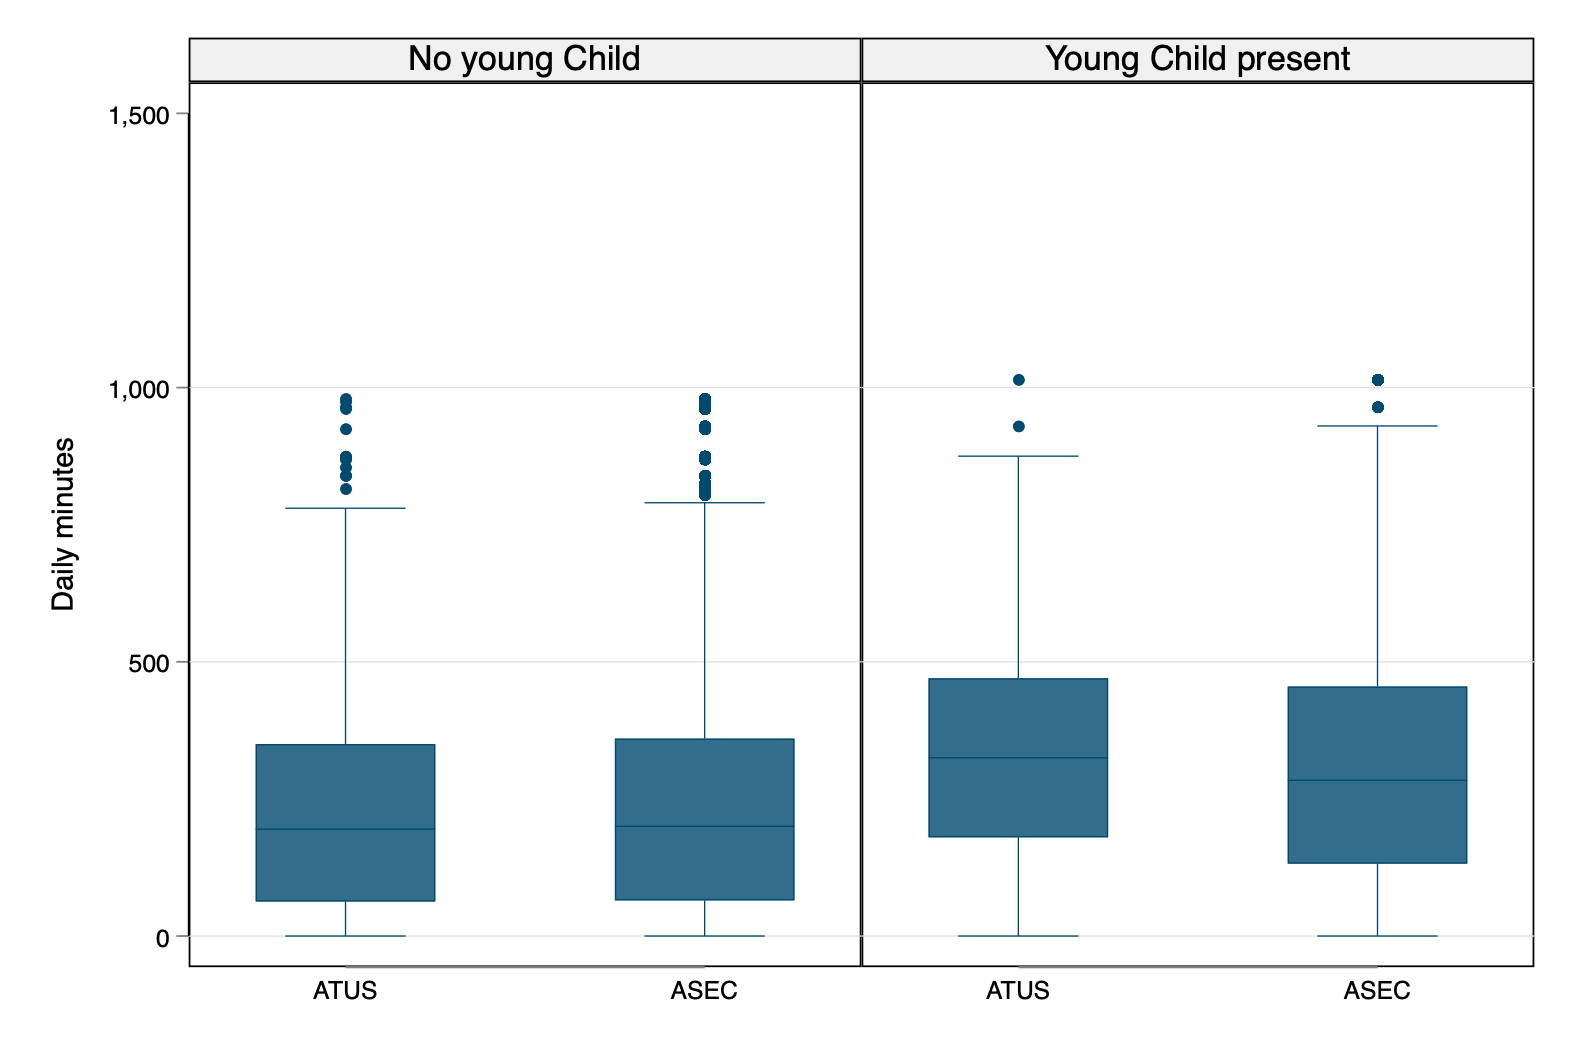 No young Child
Young Child present
1,500
1,000
500
0
Daily minutes
ATUS
ASEC
ATUS
ASEC